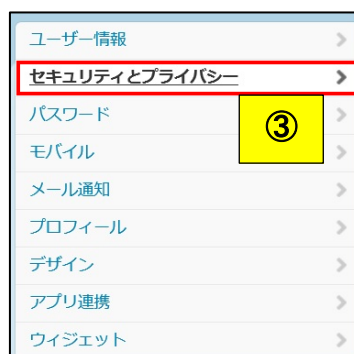 ユーザー情報
セキュリティとプライバシー
パスワード
③
モバイル
メール通知
プロフィール
デザイン
アプリ連携
ウィジェット